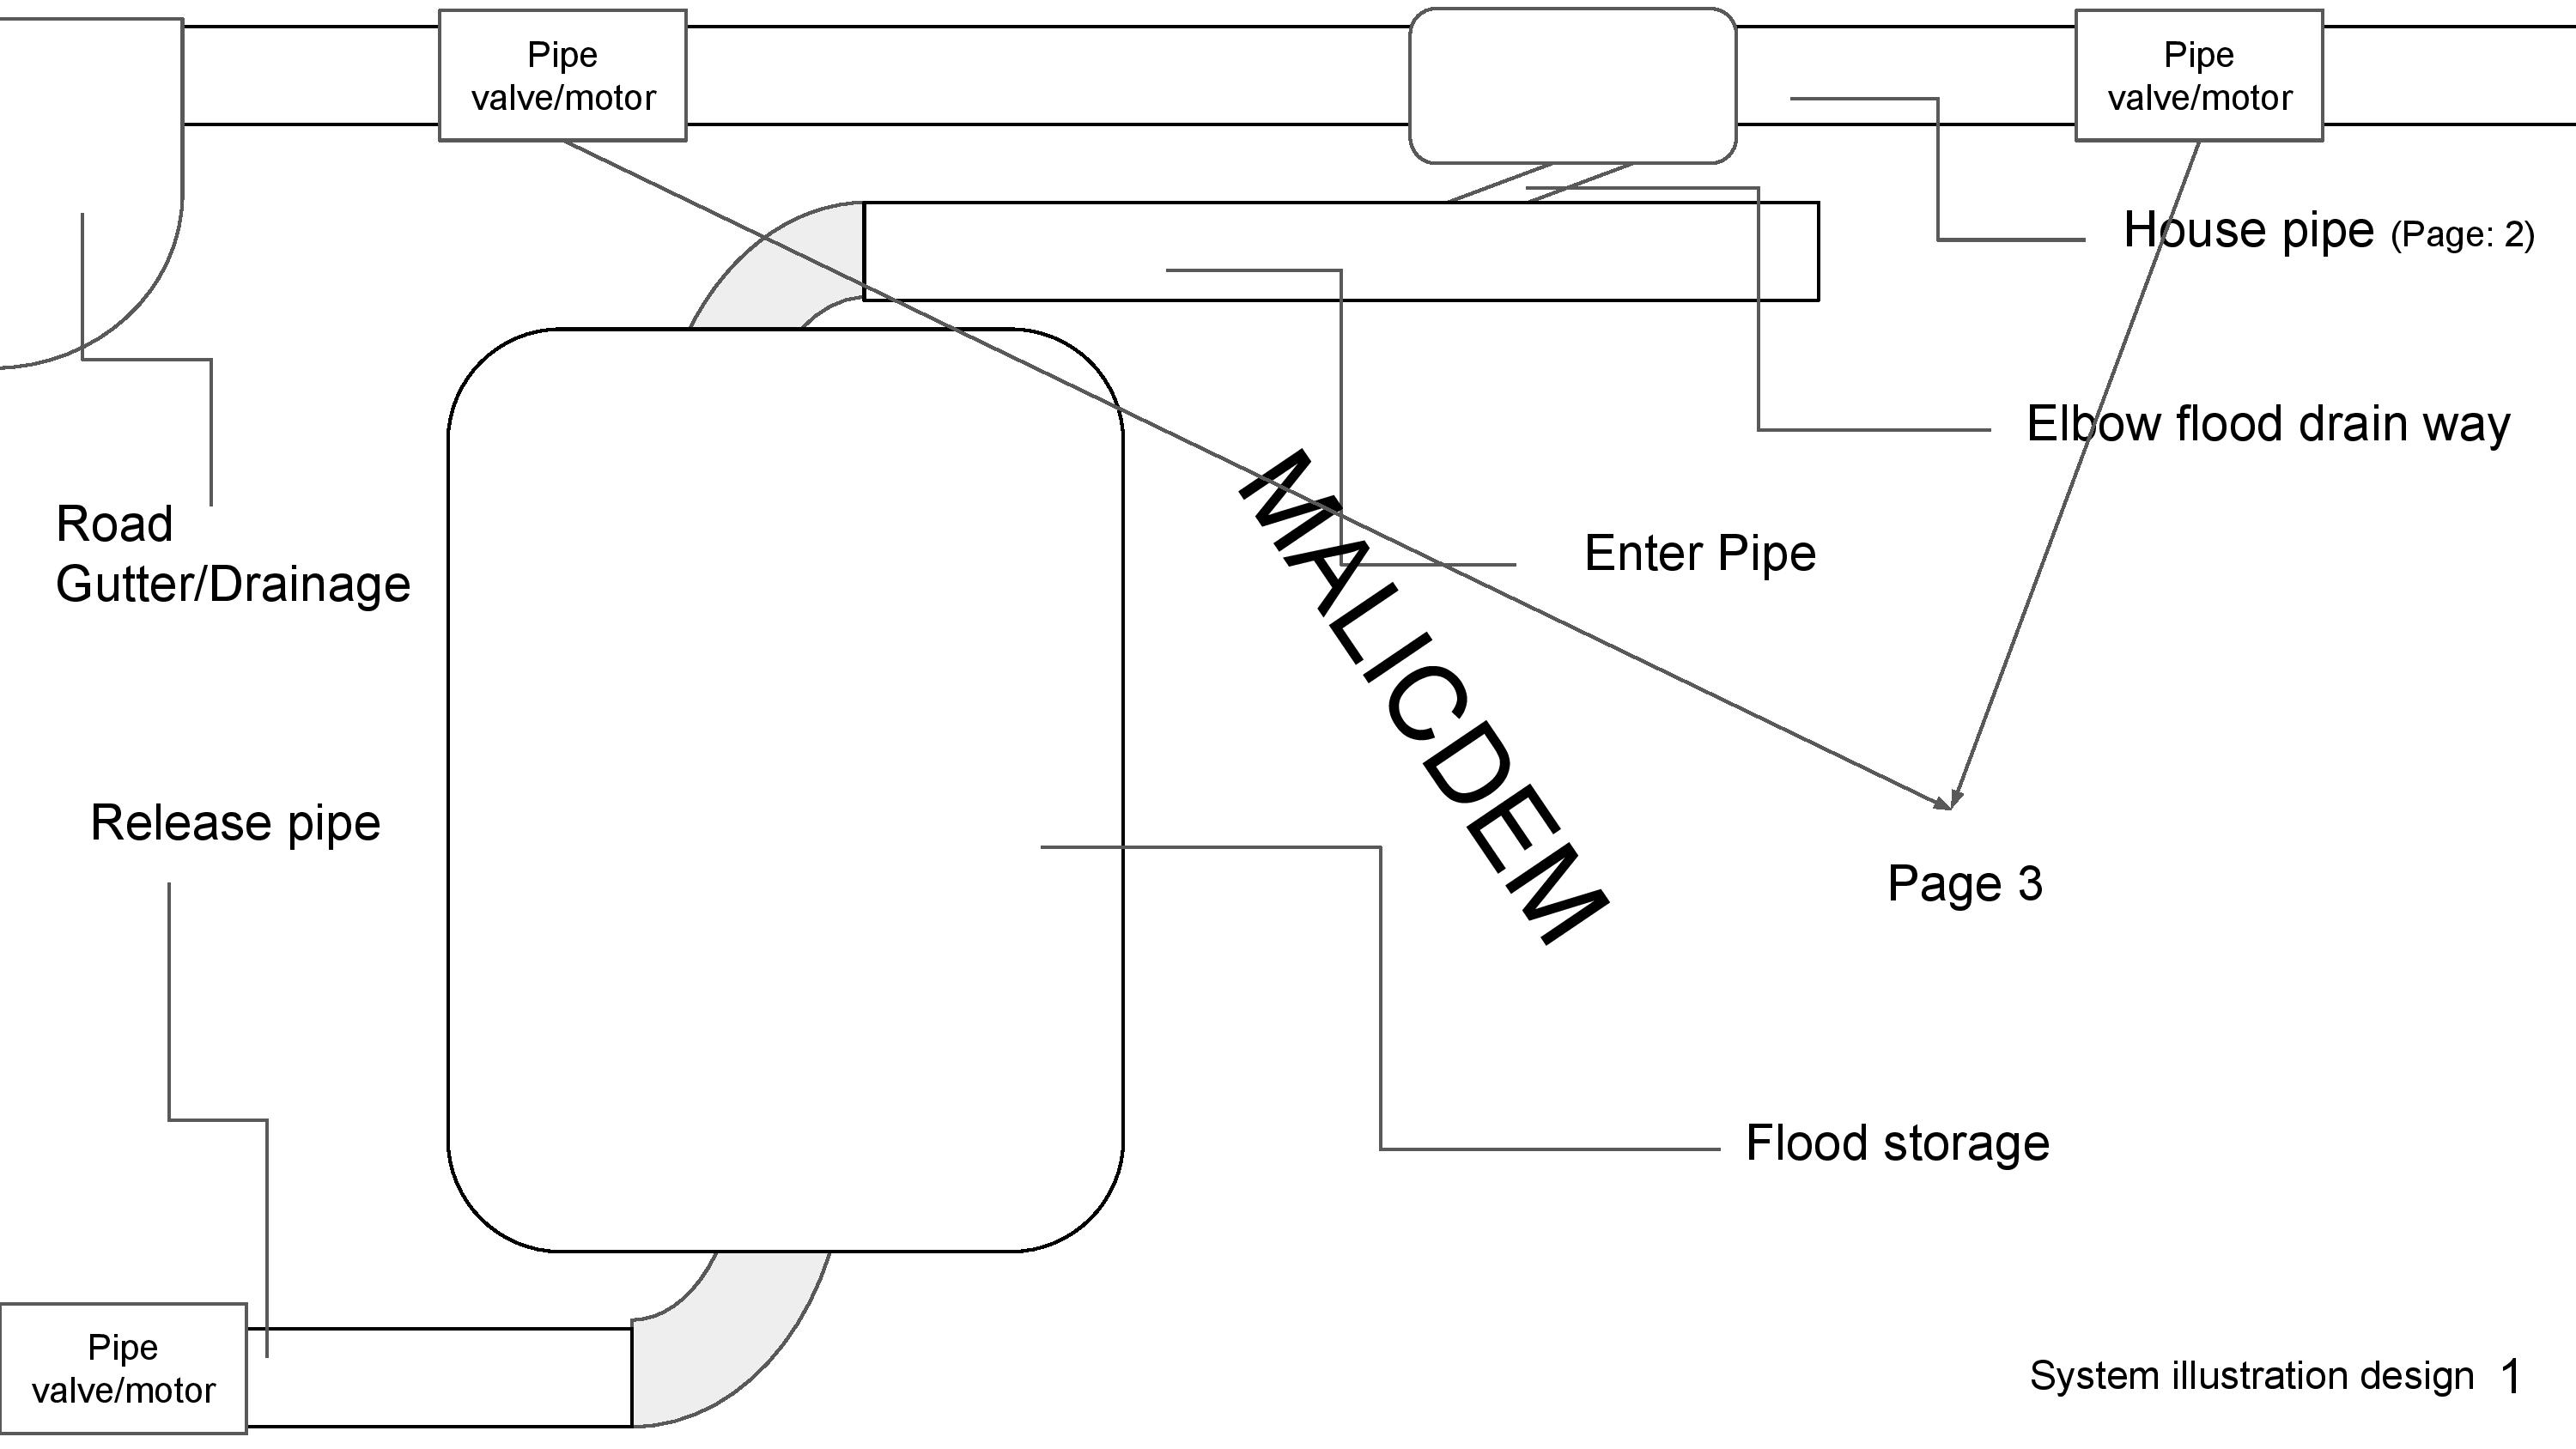 Pipe
valve/motor
Pipe
valve/motor
House pipe (Page: 2)
Elbow flood drain way
Road
Gutter/Drainage
Enter Pipe
MALICDEM
Release pipe
Page 3
Flood storage
Pipe
valve/motor
System illustration design 1